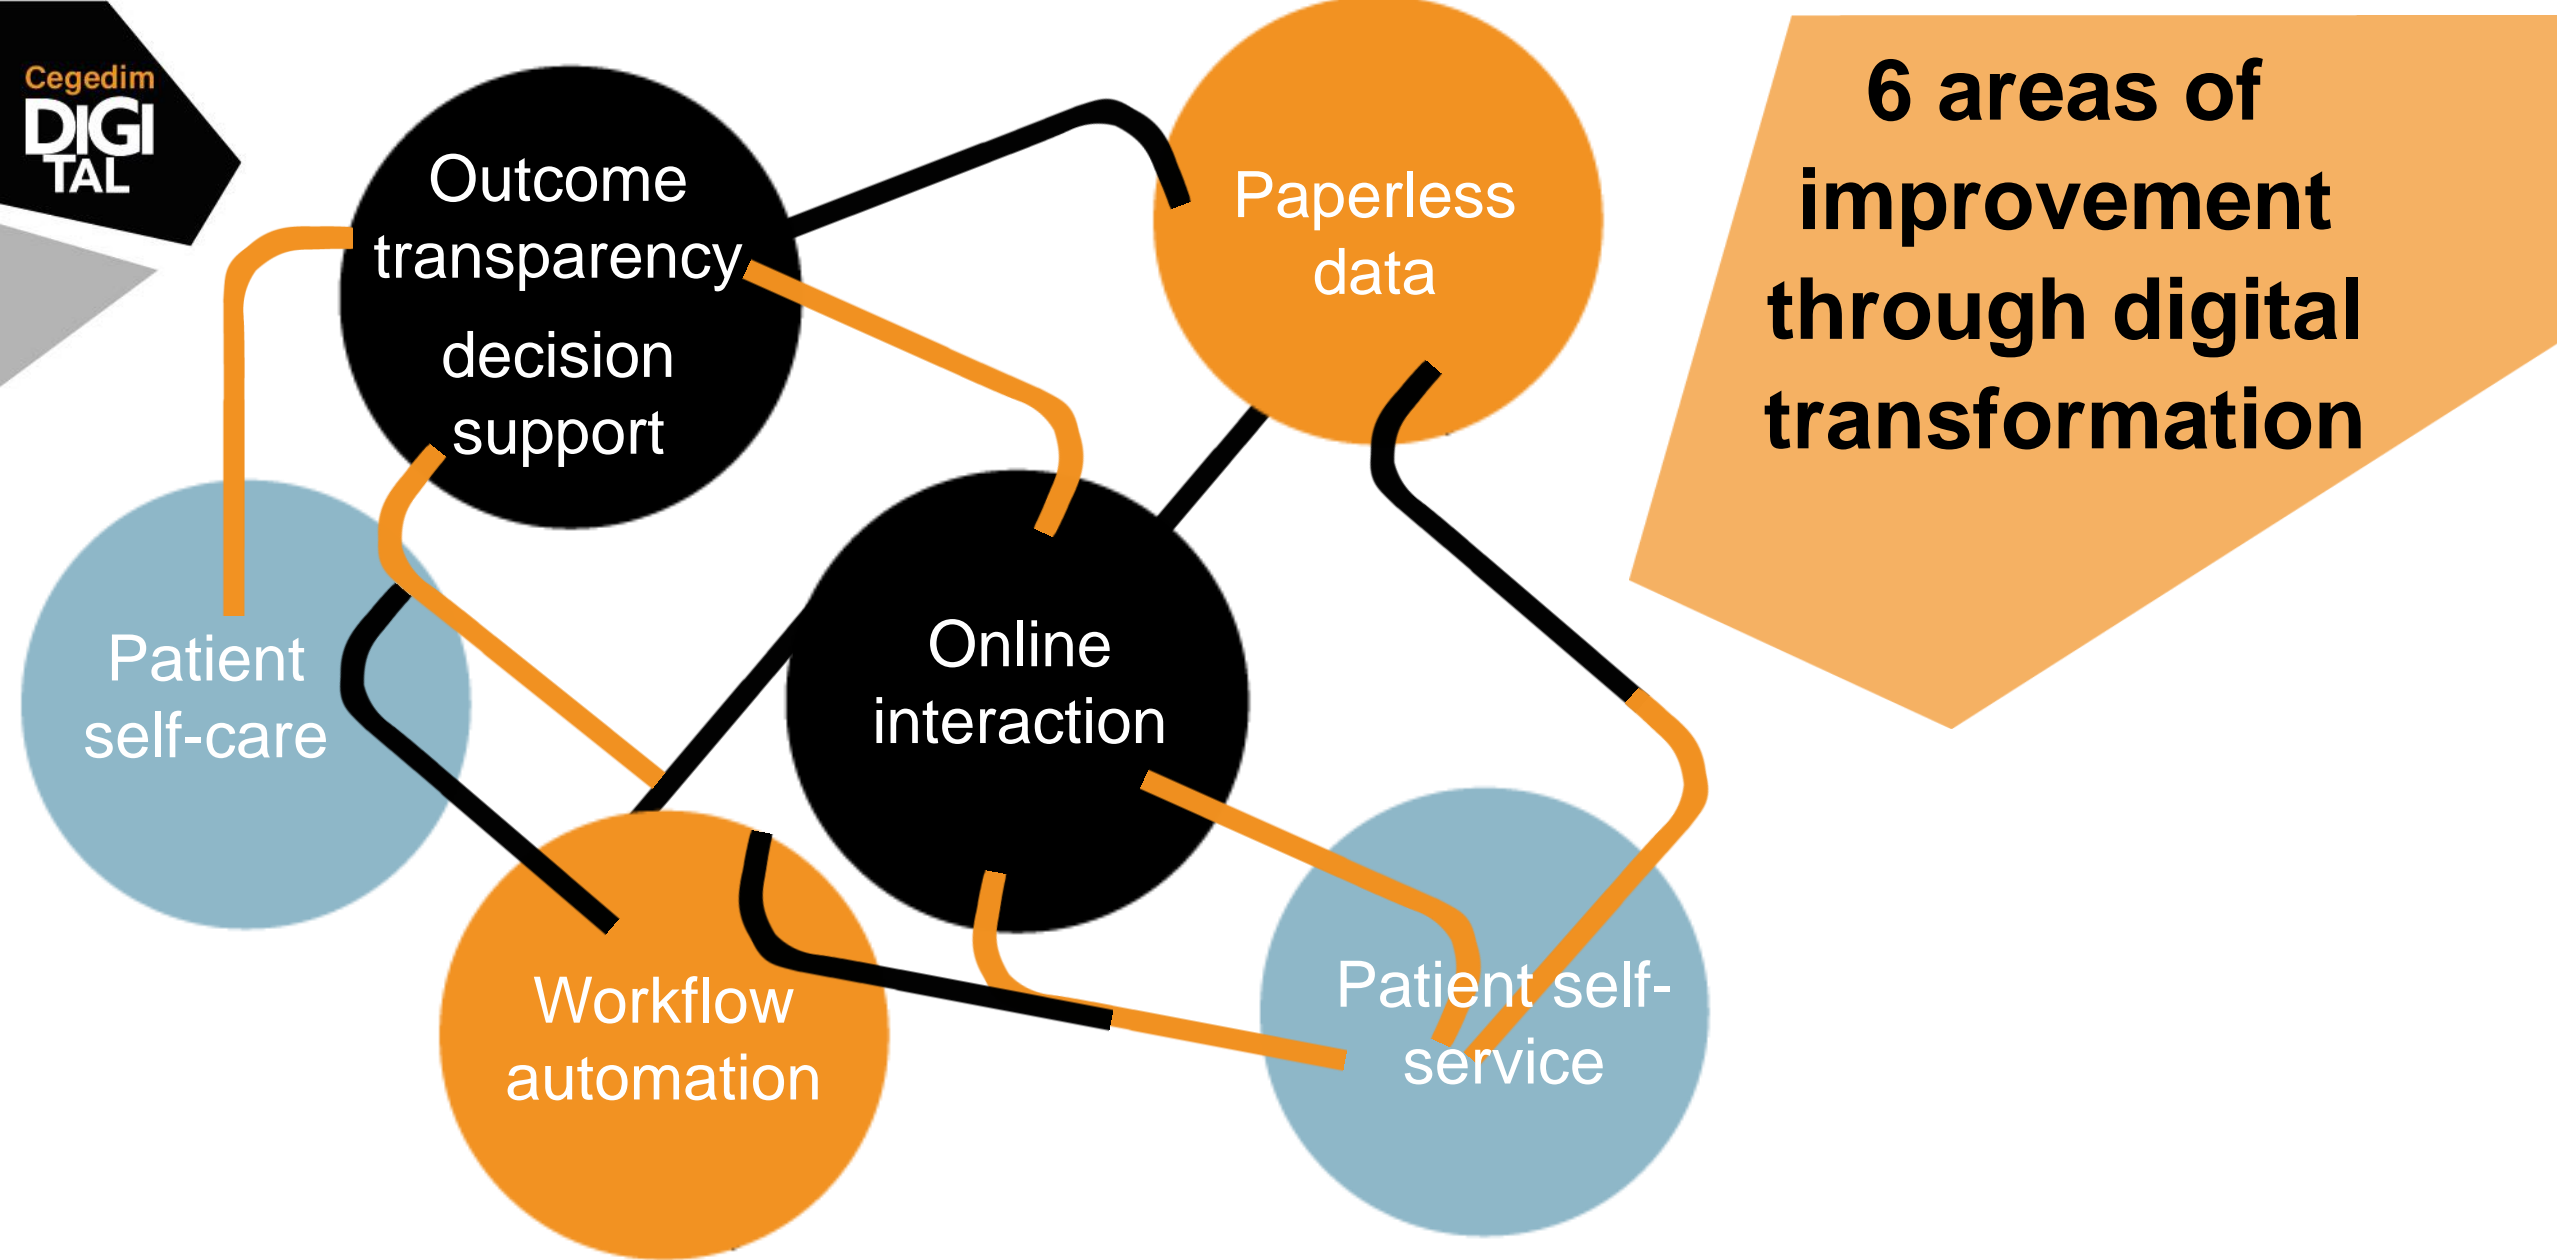 Cegedim
DIGI
TAL
6 areas of
improvement
through digital
transformation
Outcome
transparency
decision
support
Paperless
data
Patient
self-care
Online
interaction
Workflow
automation
Patient self-
service